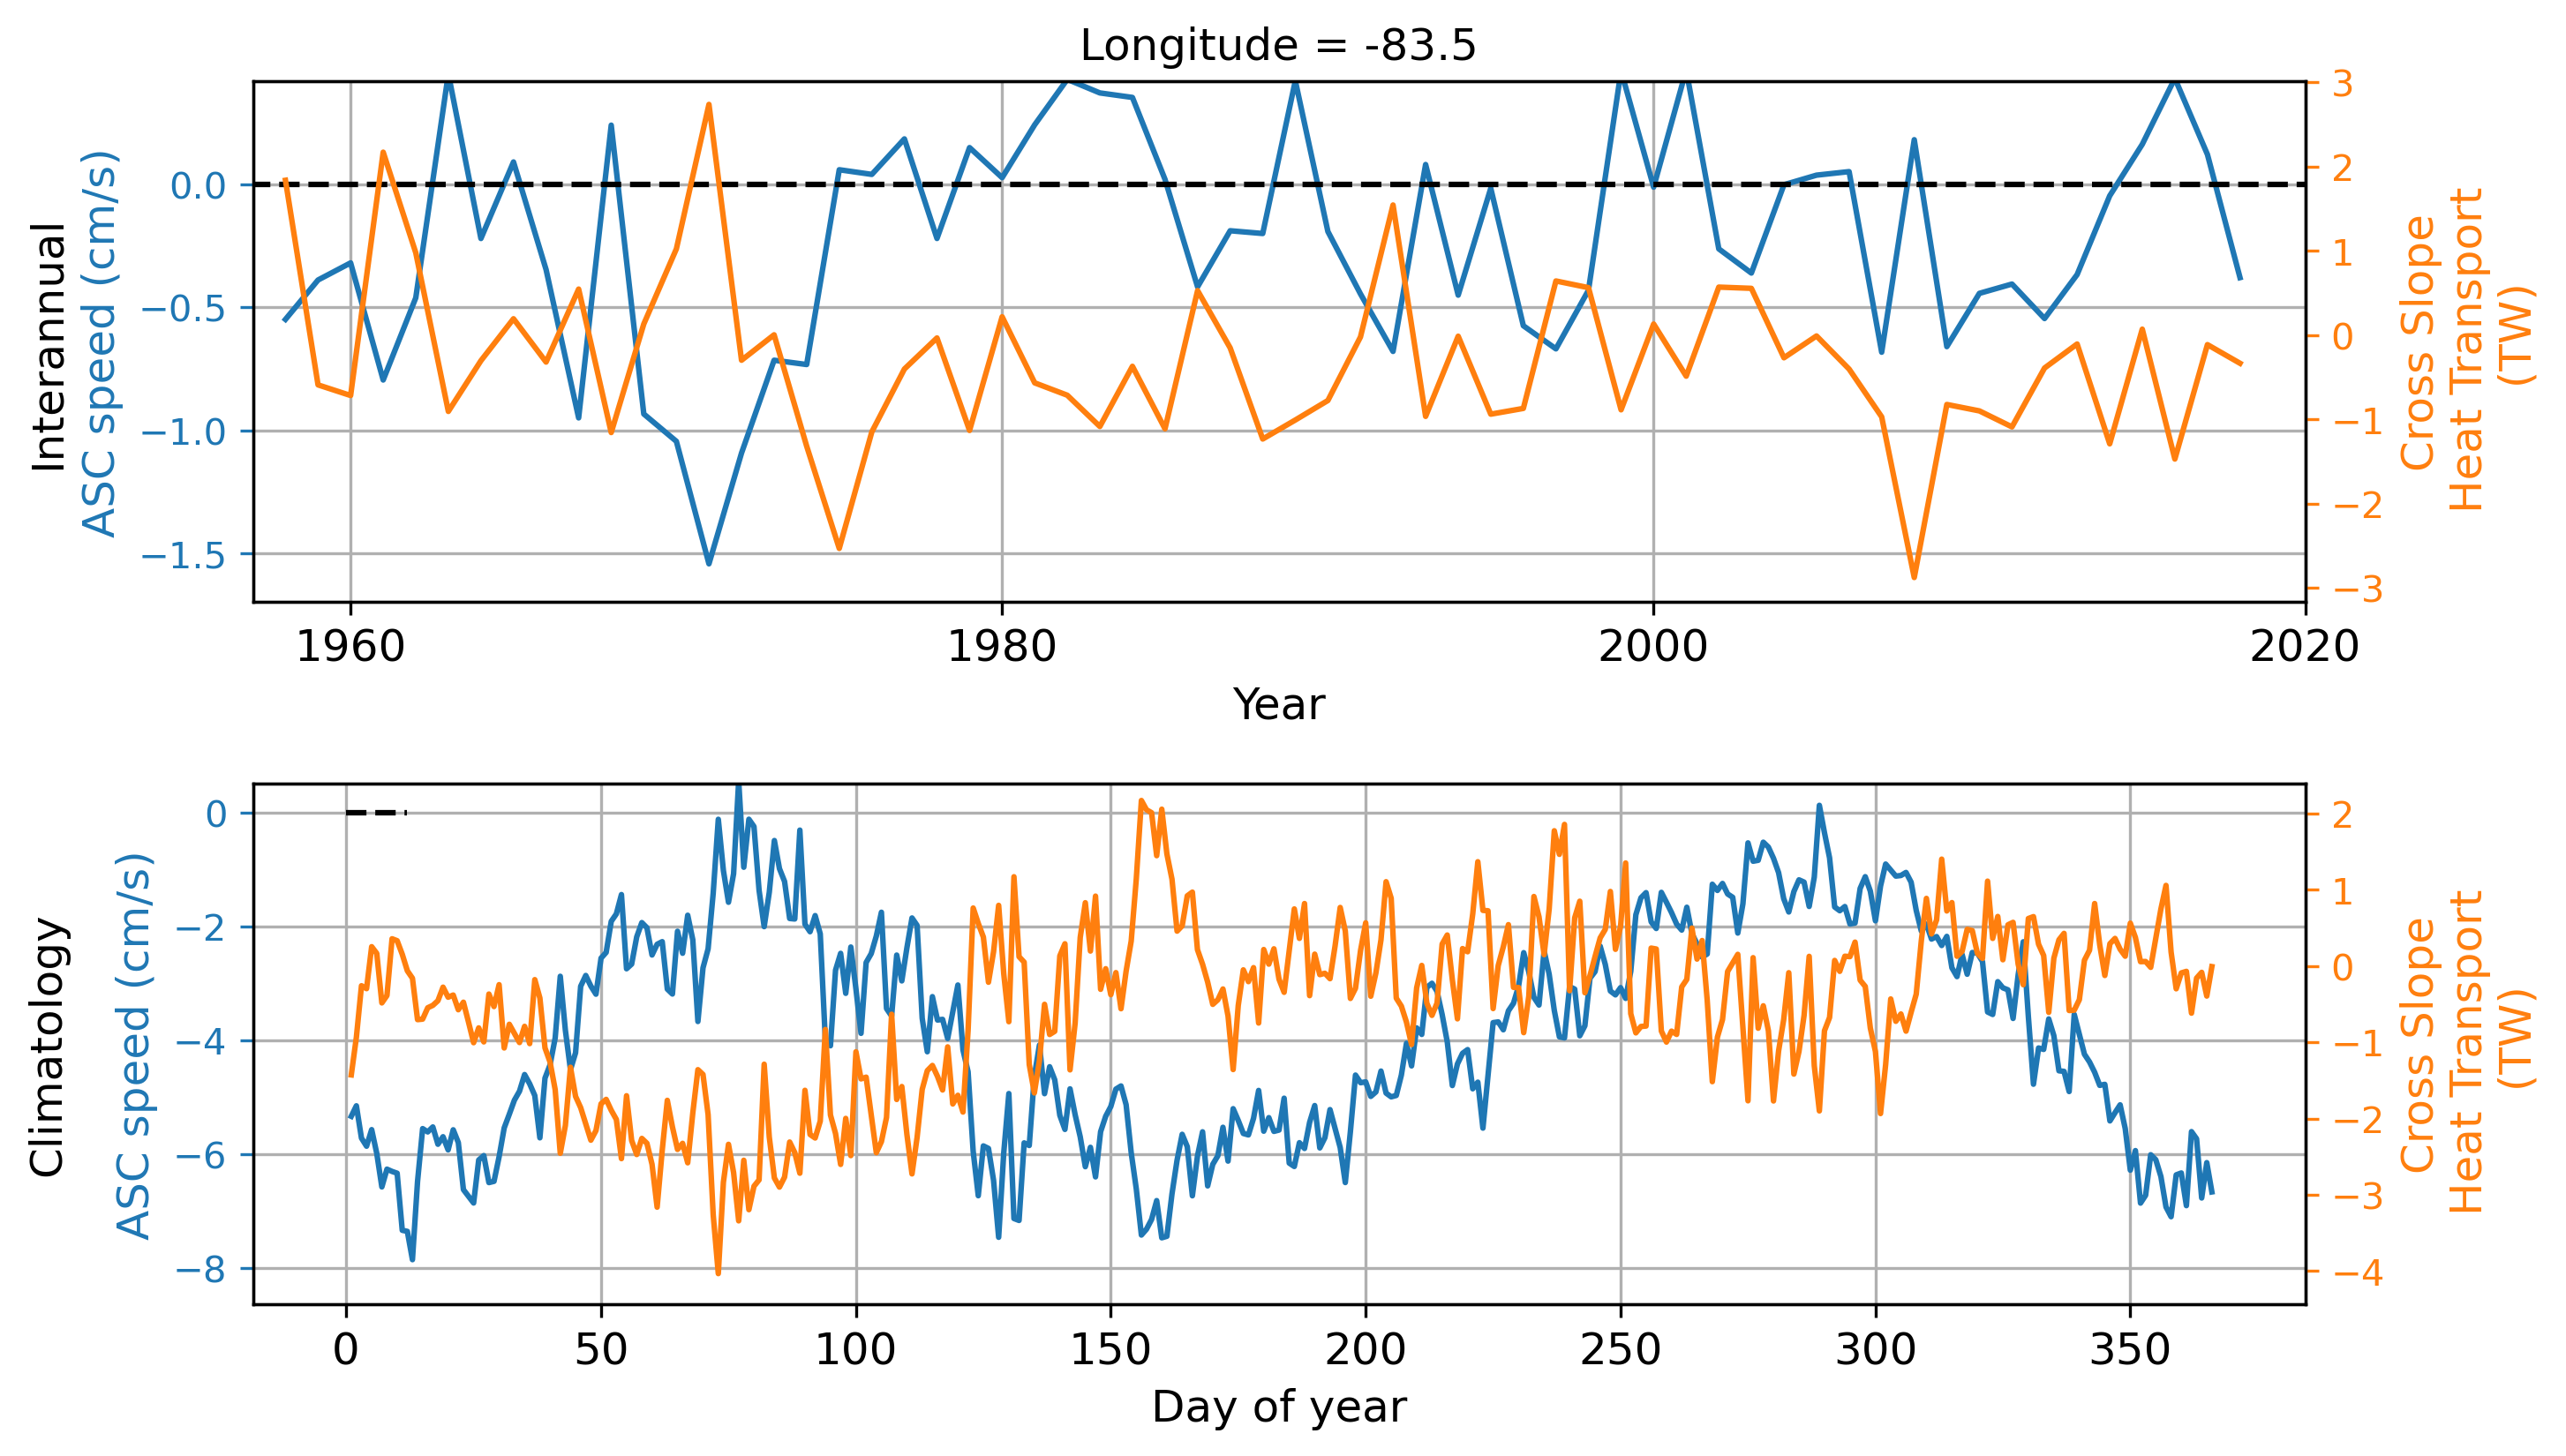 Longitude = -83.5
Interannual
ASC speed (cm/s)
0.0
−0.5
−1.0
−1.5
3
2
1
0
−1
−2
−3
Cross Slope
Heat Transport
(TW)
1960
1980
2000
2020
Year
Climatology
ASC speed (cm/s)
0
−2
−4
−6
−8
2
1
0
−1
−2
−3
−4
Cross Slope
Heat Transport
(TW)
0
50
100
150
200
250
300
350
Day of year